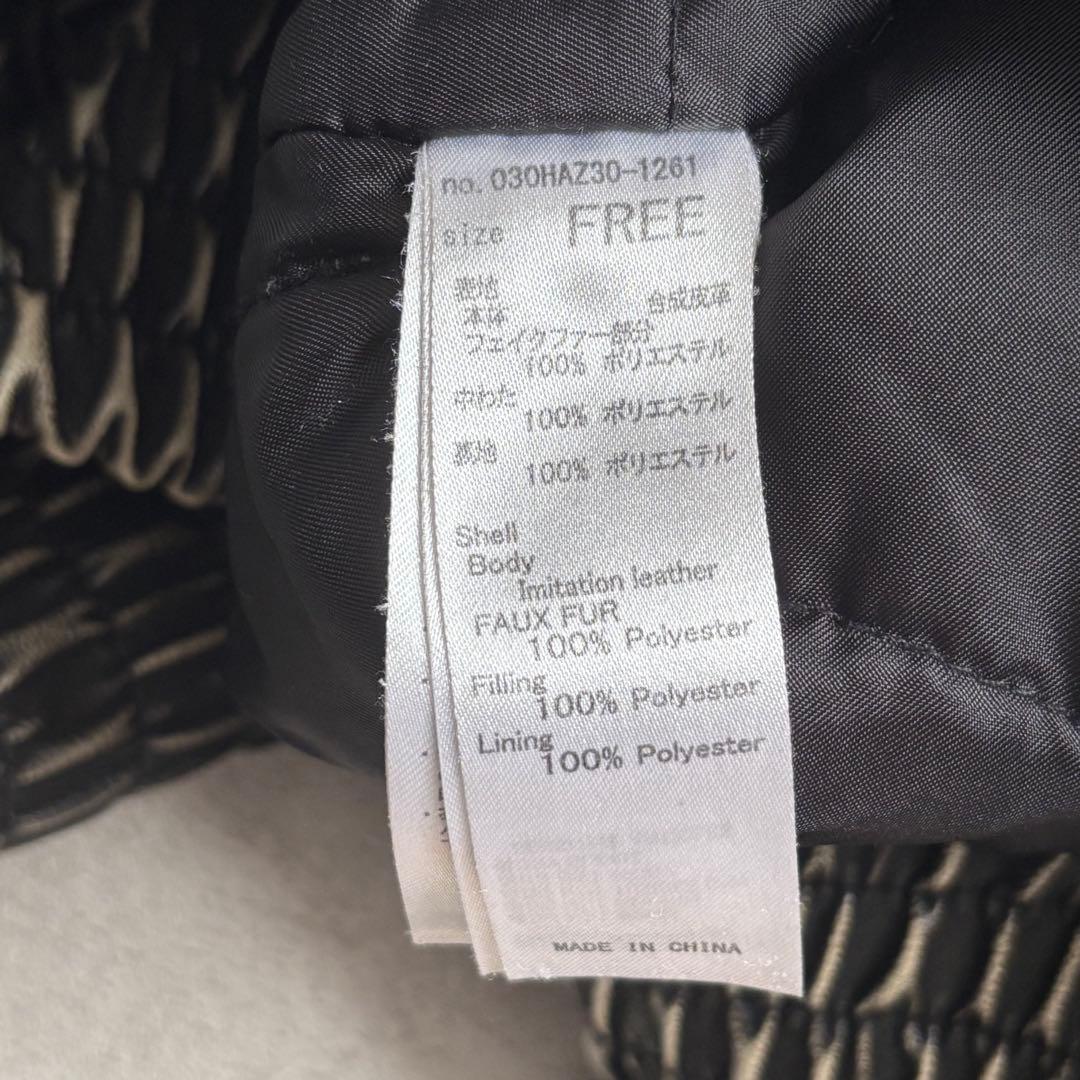 no. 030HAZ30-1261
size FREE
表地
本体 合成皮革
フェイクファー部分
100% ポリエステル
中わた
100% ポリエステル
裏地
100% ポリエステル
Shell
Body
Imitation leather
FAUX FUR
100% Polyester
Filling
100% Polyester
Lining
100% Polyester
MADE IN CHINA